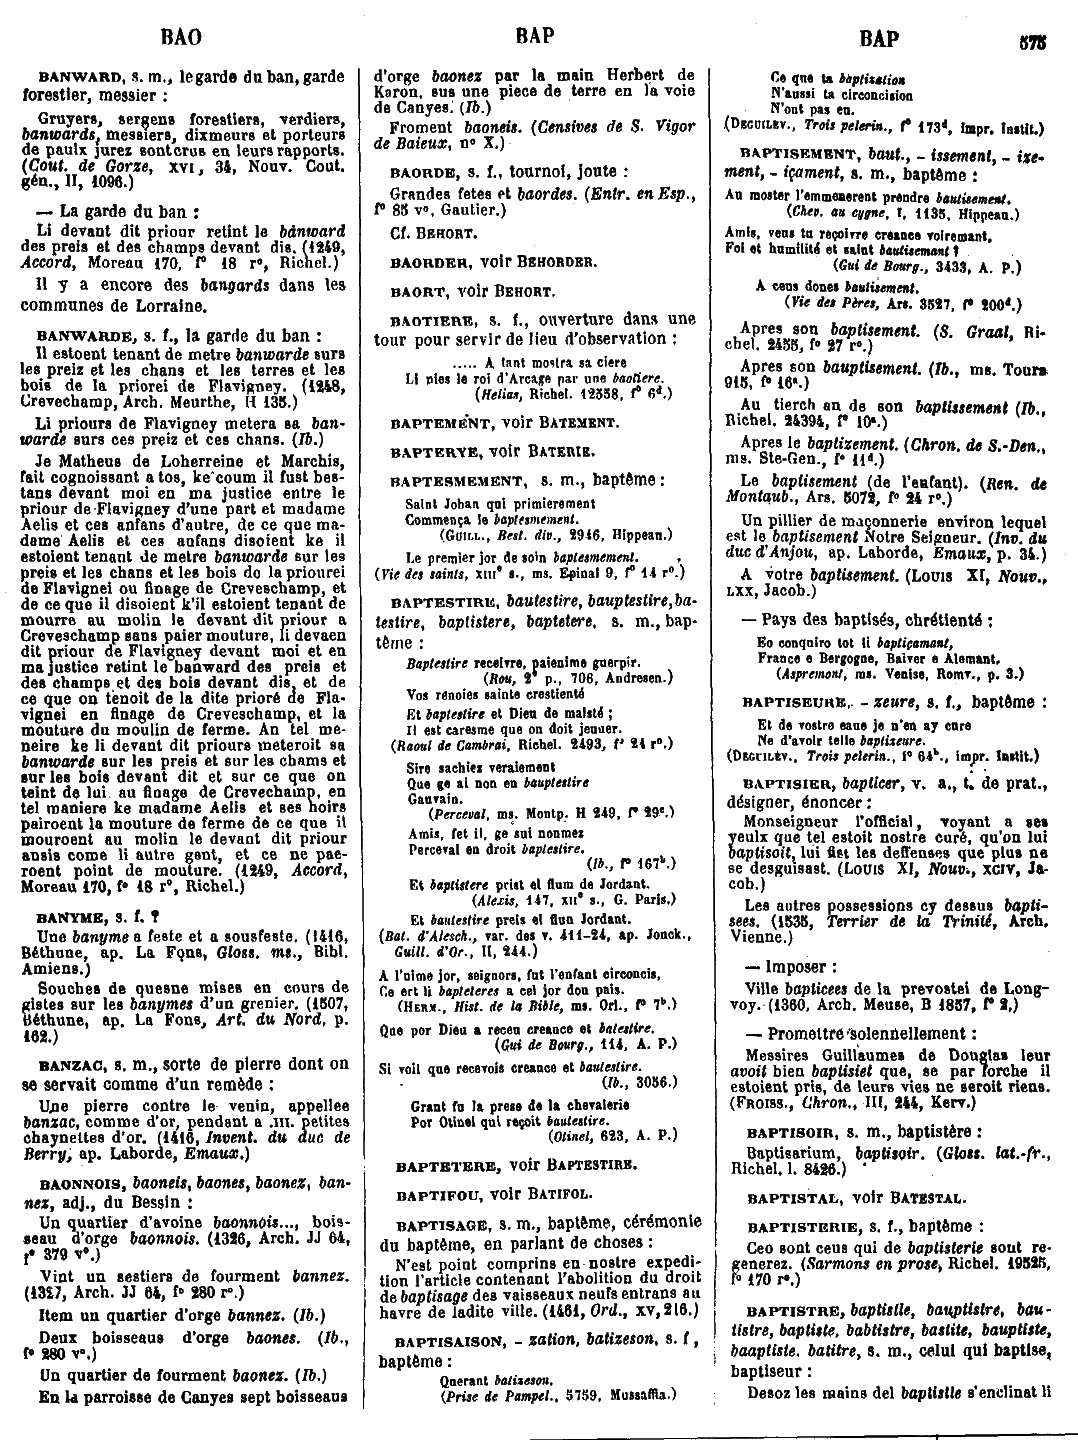 BAO
BAP
BAP
575
BANWARD, s. m., le garde du ban, garde
forestier, messier :
Gruyers, sergens forestiers, verdiers,
banwards, messiers, dixmeurs et porteurs
de paulx jurez sont crus en leurs rapports.
(Cout. de Gorze, XVI, 34, Nouv. Cout.
gén., II, 1096.)
— La garde du ban :
Li devant dit priour retint le banward
des preis et des champs devant dis. (1249,
Accord, Moreau 170, f° 18 r°, Richel.)
Il y a encore des bangards dans les
communes de Lorraine.
BANWARDE, s. f., la garde du ban :
Il estoent tenant de metre banwarde surs
les preiz et les chans et les terres et les
bois de la priorei de Flavigney. (1248,
Crevechamp, Arch. Meurthe, H 135.)
Li priours de Flavigney metera sa ban-
warde surs ces preiz et ces chans. (Ib.)
Je Matheus de Loherreine et Marchis,
fait cognoissant a tos, ke coum il fust bes-
tans devant moi en ma justice entre le
priour de Flavigney d'une part et madame
Aelis et ces anfans d'autre, de ce que ma-
dame Aelis et ces anfans disoient ke il
estoient tenant de metre banwarde sur les
preis et les chans et les bois do la priourei
de Flavignei ou finage de Creveschamp, et
de ce que il disoient k'il estoient tenant de
mourre au molin le devant dit priour a
Creveschamp sans paier mouture, li devaen
dit priour de Flavigney devant moi et en
ma justice retint le banward des preis et
des champs et des bois devant dis, et de
ce que on tenoit de la dite prioré de Fla-
vignei en finage de Creveschamp, et la
mouture du moulin de ferme. An tel me-
neire ke li devant dit priours meteroit sa
banwarde sur les preis et sur les chams et
sur les bois devant dit et sur ce que on
teint de lui au finage de Crevechamp, en
tel maniere ke madame Aelis et ses hoirs
pairoent la mouture de ferme de ce que it
mouroent au molin le devant dit priour
ansis come li autre gent, et ce ne pae-
roent point de mouture. (1249, Accord,
Moreau 170, f° 18 r°, Richel.)
BANYME, s. f. ?
Une banyme a feste et a sousfeste. (1416,
Béthune, ap. La Fons, Gloss. ms., Bibl.
Amiens.)
Souches de quesne mises en cours de
gistes sur les banymes d'un grenier. (1507,
Béthune, ap. La Fons, Art. du Nord, p.
162.)
BANZAC, s. m., sorte de pierre dont on
se servait comme d'un remède :
Une pierre contre le venin, appellee
banzac, comme d'or, pendant a .III. petites
chaynettes d'or. (1416, Invent. du duc de
Berry, ap. Laborde, Emaux.)
BAONNOIS, baoneis, baones, baonez, ban-
nez, adj., du Bessin :
Un quartier d'avoine baonnois..., bois-
seau d'orge baonnois. (1326, Arch. JJ 64,
f° 379 v°.)
Vint un sestiers de fourment bannez.
(1327, Arch. JJ 64, f° 280 r°.)
Item un quartier d'orge bannez. (Ib.)
Deux boisseaus d'orge baones. (Ib.,
f° 280 v°.)
Un quartier de fourment baonez. (Ib.)
En la parroisse de Canyes sept boisseaus
d'orge baonez par la main Herbert de
Karon, sus une piece de terre en la voie
de Canyes. (Ib.)
Froment baoneis. (Censives de S. Vigor
de Baieux, n° X.)
BAORDE, s. f., tournoi, joute :
Grandes fetes et baordes. (Entr. en Esp.,
f° 85 v°, Gautier.)
Cf. BEHORT.
BAORDER, voir BEHORDER.
BAORT, voir BEHORT.
BAOTIERE, s. f., ouverture dans une
tour pour servir de lieu d'observation :
..... A tant mostra sa ciere
Li nies le roi d'Arcage par une baotiere.
(Helias, Richel. 12558, f° 6d.)
BAPTEMENT, voir BATEMENT.
BAPTERYE, voir BATERIE.
BAPTESMEMENT, s. m., baptême :
Saint Johan qui primierement
Commença le baptesmement.
(GUILL., Best. div., 2946, Hippeau.)
Le premier jor de soin baptesmement.
(Vie des saints, XIIIe s., ms. Epinal 9, f° 14 r°.)
BAPTESTIRE, bautestire, bauptestire, ba-
testire, baptistere, baptetere, s. m., bap-
tême :
Baptestire receivre, paienime guerpir.
(Rou, 2e p., 706, Andresen.)
Vos renoies sainte crestienté
Et baptestire et Dieu de maisté ;
Il est caresme que on doit jeuner.
(Raoul de Cambrai, Richel. 2493, f° 24 r°.)
Sire sachiez veraiement
Que ge al non en bauptestire
Gauvain.
(Perceval, ms. Montp. H 249, f° 29c.)
Amis, fet il, ge sui nonmez
Perceval en droit baptestire.
(Ib., f° 167b.)
Et baptistere prist el flum de Jordant.
(Alexis, 147, XIIe s., G. Paris.)
Et bautestire preis el flun Jordant.
(Bat. d'Alesch., var. des v. 411-24, ap. Jonck.,
Guill. d'Or., II, 244.)
A l'uime jor, seignors, fut l'enfant circoncis,
Ce ert li bapteteres a cel jor don pais.
(HERM., Hist. de la Bible, ms. Orl., f° 7b.)
Que por Dieu a receu creance et batestire.
(Gui de Bourg., 114, A. P.)
Si voil que recevois creance et bautestire.
(Ib., 3056.)
Grant fu la prese de la chevalerie
Por Otinel qui reçoit bautestire.
(Otinel, 623, A. P.)
BAPTETERE, voir BAPTESTIRE.
BAPTIFOU, voir BATIFOL.
BAPTISAGE, s. m., baptême, cérémonie
du baptême, en parlant de choses :
N'est point comprins en nostre expedi-
tion l'article contenant l'abolition du droit
de baptisage des vaisseaux neufs entrans au
havre de ladite ville. (1461, Ord., XV, 216.)
BAPTISAISON, - zation, batizeson, s. f ,
baptême :
Querant batizeson.
(Prise de Pampel., 5759, Mussaffia.)
Ce que ta baptization
N'aussi ta circoncision
N'ont pas en.
(DEGUILEV., Trois pelerin., f° 173d, impr. Instit.)
BAPTISEMENT, baut., - issement, - ize-
ment, - içament, s. m., baptême :
Au moster l'emmenerent prendre bautisement.
(Chev. au cygne, I, 1135, Hippeau.)
Amis, veus tu reçoivre creance voiremant,
Foi et humilité et saint bautisemant ?
(Gui de Bourg., 3433, A. P.)
A ceus dones bautisement.
(Vie des Pères, Ars. 3527, f° 200d.)
Apres son baptisement. (S. Graal, Ri-
chel. 2455, f° 27 r°.)
Apres son bauptisement. (Ib., ms. Tours
915, f° 16a.)
Au tierch an de son baptissement (Ib.,
Richel. 24394, f° 10a.)
Apres le baptizement. (Chron. de S.-Den.,
ms. Ste-Gen., f° 11d.)
Le baptisement (de l'enfant). (Ren. de
Montaub., Ars. 5072, f° 24 r°.)
Un pillier de maçonnerie environ lequel
est le baptisement Notre Seigneur. (Inv. du
duc d'Anjou, ap. Laborde, Emaux, p. 34.)
A votre baptisement. (LOUIS XI, Nouv.,
LXX, Jacob.)
— Pays des baptisés, chrétienté :
Eo conquiro tot li bapticamant,
France e Bergogne, Baiver e Alemant.
(Aspremont, ms. Venise, Romv., p. 3.)
BAPTISEURE, - zeure, s. f., baptême :
Et de vostre eaue je n'en ay cure
Ne d'avoir telle baptizeure.
(DEGUILEV., Trois pelerin., f° 64b, impr. Instit.)
BAPTISIER, bapticer, v. a., t. de prat.,
désigner, énoncer :
Monseigneur l'official, voyant a ses
yeulx que tel estoit nostre curé, qu'on lui
baptisoit, lui fist les deffenses que plus ne
se desguisast. (LOUIS XI, Nouv., XCIV, Ja-
cob.)
Les autres possessions cy dessus bapti-
sees. (1535, Terrier de la Trinité, Arch.
Vienne.)
— Imposer :
Ville bapticees de la prevostei de Long-
voy. (1360, Arch. Meuse, B 1857, f° 2.)
— Promettre solennellement :
Messires Guillaumes de Douglas leur
avoit bien baptisiet que, se par force il
estoient pris, de leurs vies ne seroit riens.
(FROISS., Chron., III, 244, Kerv.)
BAPTISOIR, s. m., baptistère :
Baptisarium, baptisoir. (Gloss. lat.-fr.,
Richel. l. 8426.)
BAPTISTAL, voir BATESTAL.
BAPTISTERIE, s. f., baptême :
Ceo sont ceus qui de baptisterie sout re-
generez. (Sarmons en prose, Richel. 19525,
f° 170 r°.)
BAPTISTRE, baptistle, bauptistre, bau-
tistre, baptiste, babtistre, bastite, bauptiste,
baaptiste, batitre, s. m., celui qui baptise,
baptiseur :
Desoz les mains del baptistle s'enclinat li